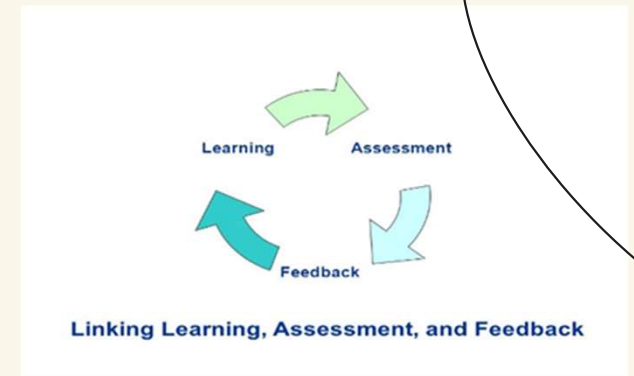 Learning
Assessment
Feedback
Linking Learning, Assessment, and Feedback